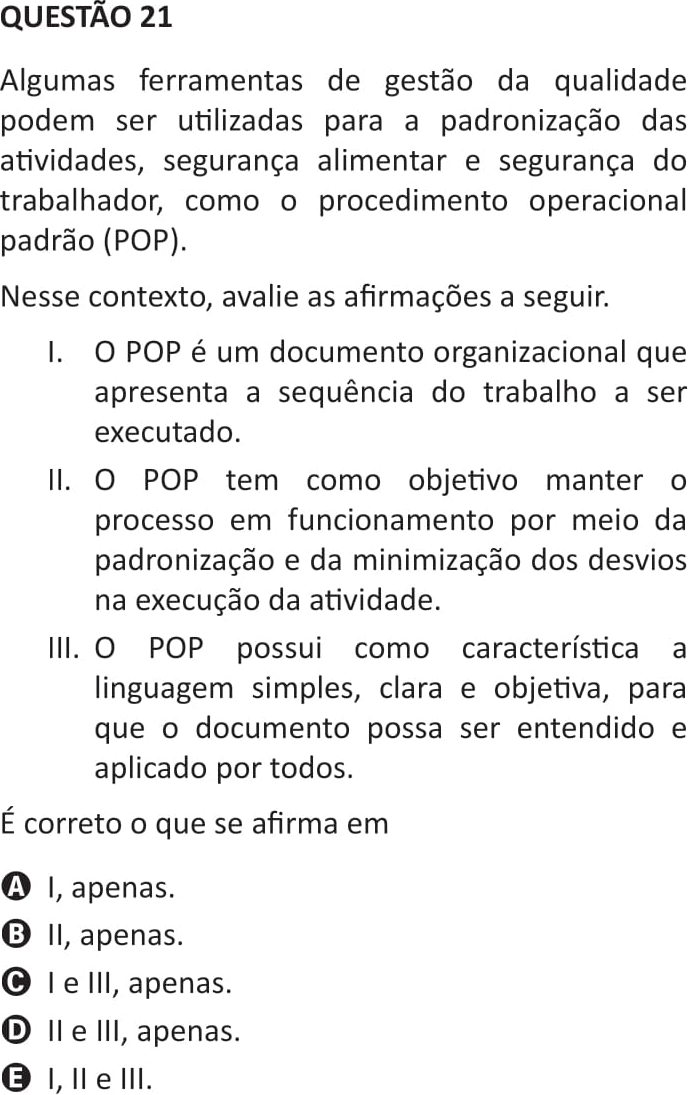 QUESTÃO 21
Algumas ferramentas de gestão da qualidade
podem ser utilizadas para a padronização das
atividades, segurança alimentar e segurança do
trabalhador, como o procedimento operacional
padrão (POP).
Nesse contexto, avalie as afirmações a seguir.
I. O POP é um documento organizacional que
apresenta a sequência do trabalho a ser
executado.
II. O POP tem como objetivo manter o
processo em funcionamento por meio da
padronização e da minimização dos desvios
na execução da atividade.
III. O POP possui como característica a
linguagem simples, clara e objetiva, para
que o documento possa ser entendido e
aplicado por todos.
É correto o que se afirma em
A I, apenas.
B II, apenas.
C I e III, apenas.
D II e III, apenas.
E I, II e III.